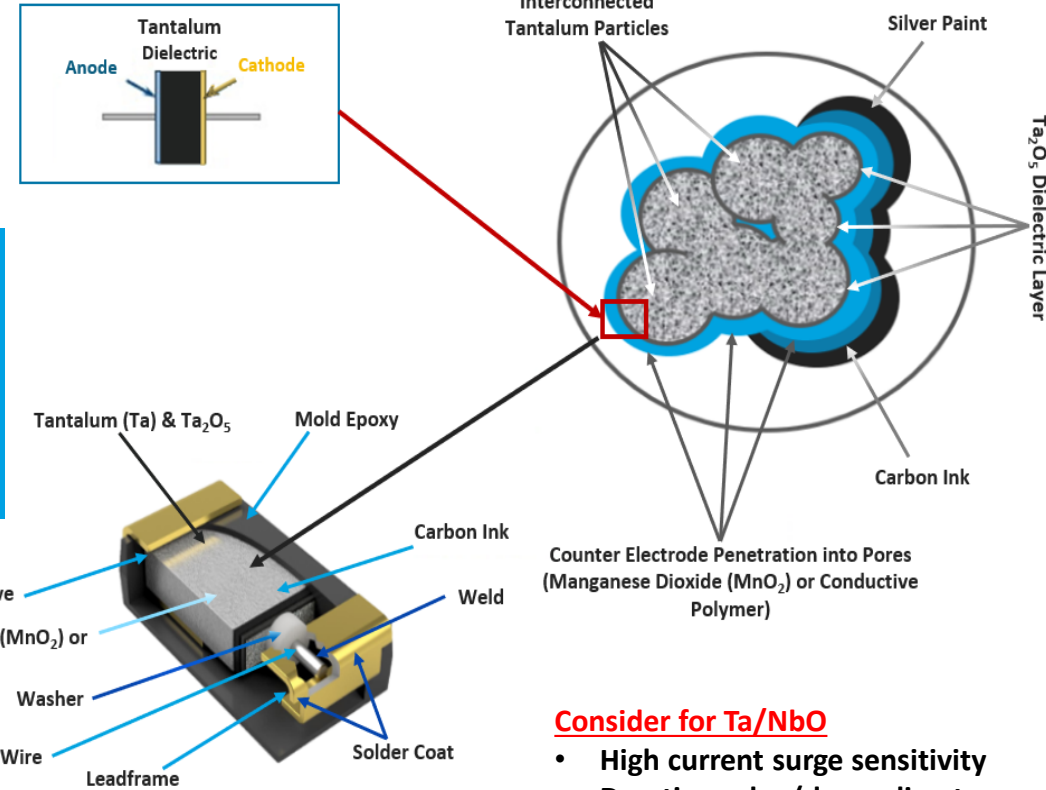 Interconnected
Tantalum Particles
Silver Paint
Tantalum
Dielectric
Anode
Cathode
Ta₂O₅ Dielectric Layer
Carbon Ink
Tantalum (Ta) & Ta₂O₅
Mold Epoxy
Carbon Ink
Counter Electrode Penetration into Pores
(Manganese Dioxide (MnO₂) or Conductive
Polymer)
Weld
(MnO₂) or
Washer
Wire
Solder Coat
Leadframe
Consider for Ta/NbO
• High current surge sensitivity